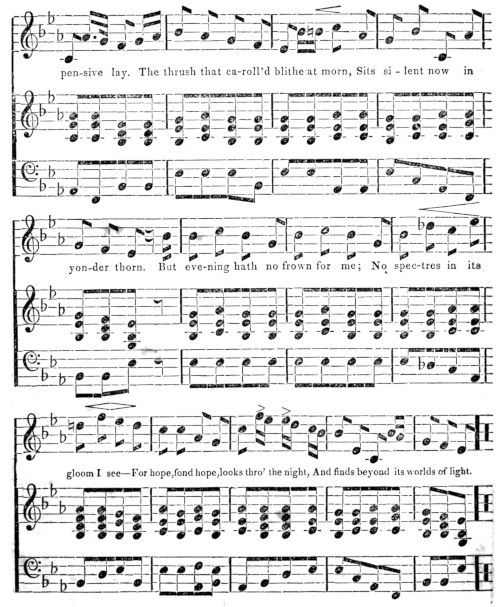 pen-sive lay. The thrush that ca-roll'd blithe at morn, Sits si - lent now in
yon-der thorn. But eve-ning hath no frown for me; No spec-tres in its
gloom I see—For hope, fond hope, looks thro' the night, And finds beyond its worlds of light.